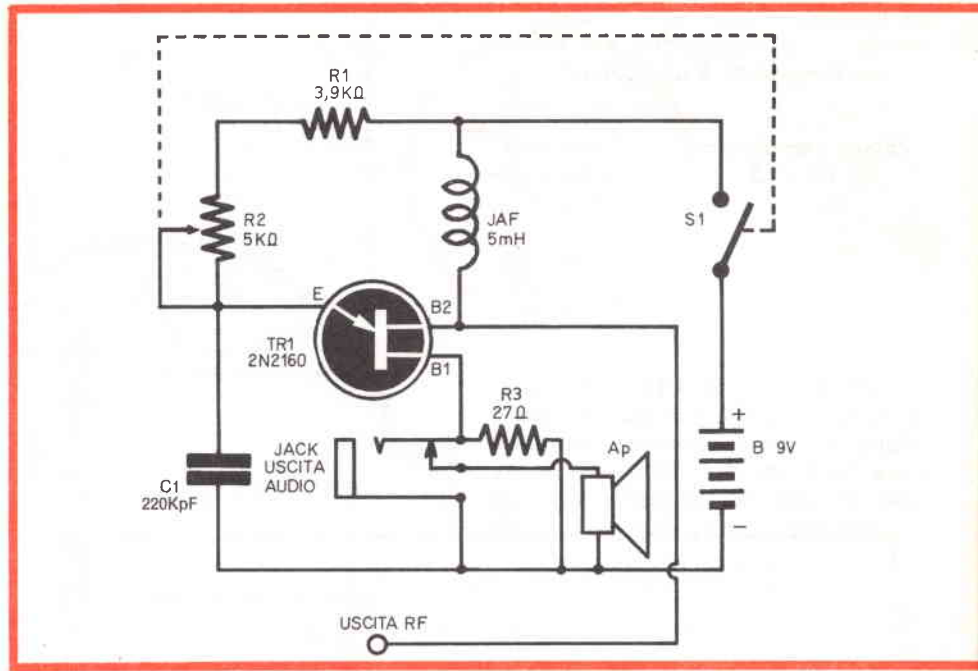 R1
3,9KΩ
R2
5KΩ
JAF
5mH
S1
E
B2
TR1
2N2160
B1
R3
27Ω
JACK
USCITA
AUDIO
Ap
+
B 9V
−
C1
220KpF
USCITA RF